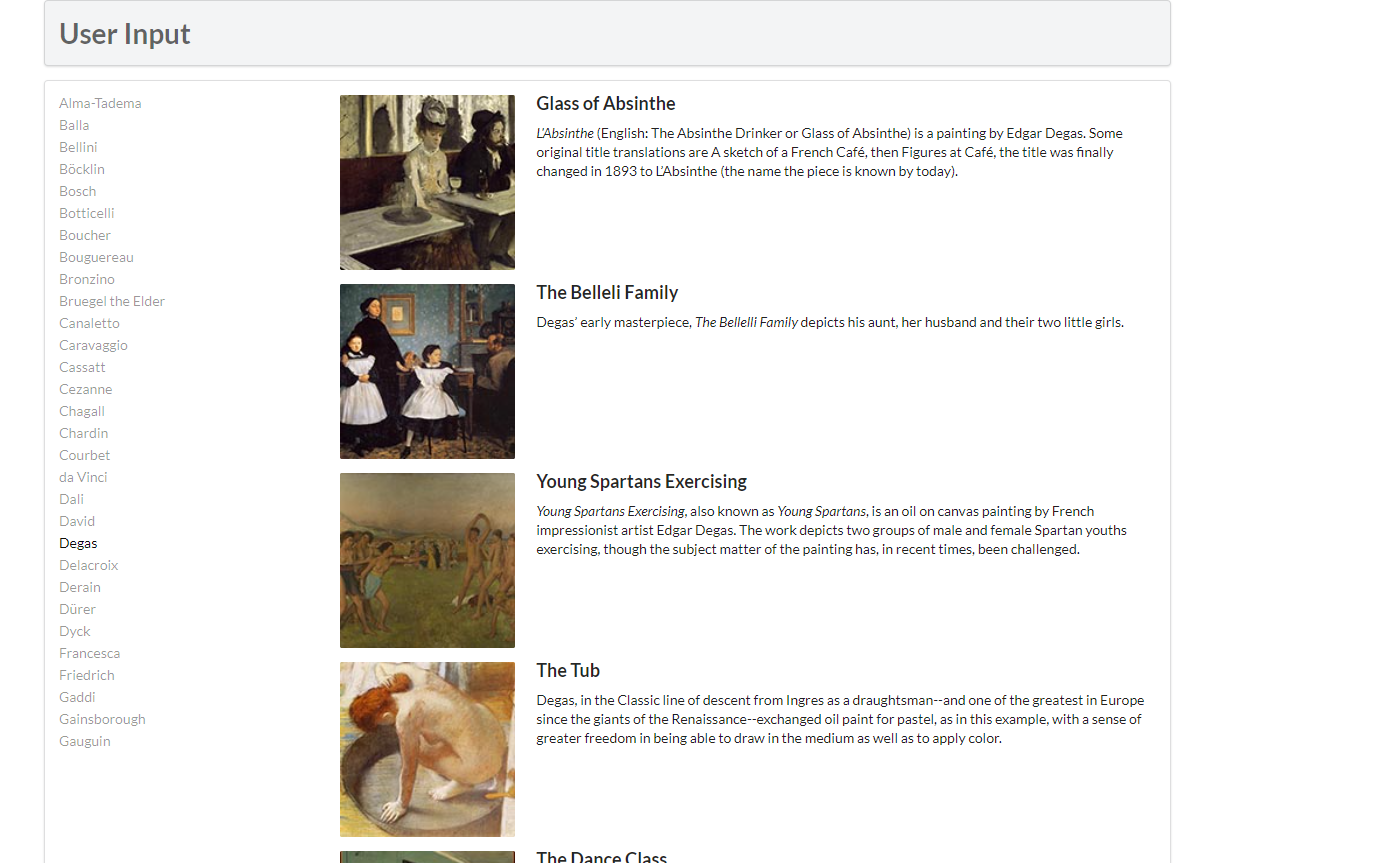 User Input
Alma-Tadema
Balla
Bellini
Böcklin
Bosch
Botticelli
Boucher
Bouguereau
Bronzino
Bruegel the Elder
Canaletto
Caravaggio
Cassatt
Cezanne
Chagall
Chardin
Courbet
da Vinci
Dali
David
Degas
Delacroix
Derain
Dürer
Dyck
Francesca
Friedrich
Gaddi
Gainsborough
Gauguin
Glass of Absinthe
L'Absinthe (English: The Absinthe Drinker or Glass of Absinthe) is a painting by Edgar Degas. Some
original title translations are A sketch of a French Café, then Figures at Café, the title was finally
changed in 1893 to L'Absinthe (the name the piece is known by today).
The Belleli Family
Degas' early masterpiece, The Bellelli Family depicts his aunt, her husband and their two little girls.
Young Spartans Exercising
Young Spartans Exercising, also known as Young Spartans, is an oil on canvas painting by French
impressionist artist Edgar Degas. The work depicts two groups of male and female Spartan youths
exercising, though the subject matter of the painting has, in recent times, been challenged.
The Tub
Degas, in the Classic line of descent from Ingres as a draughtsman--and one of the greatest in Europe
since the giants of the Renaissance--exchanged oil paint for pastel, as in this example, with a sense of
greater freedom in being able to draw in the medium as well as to apply color.
The Dance Class